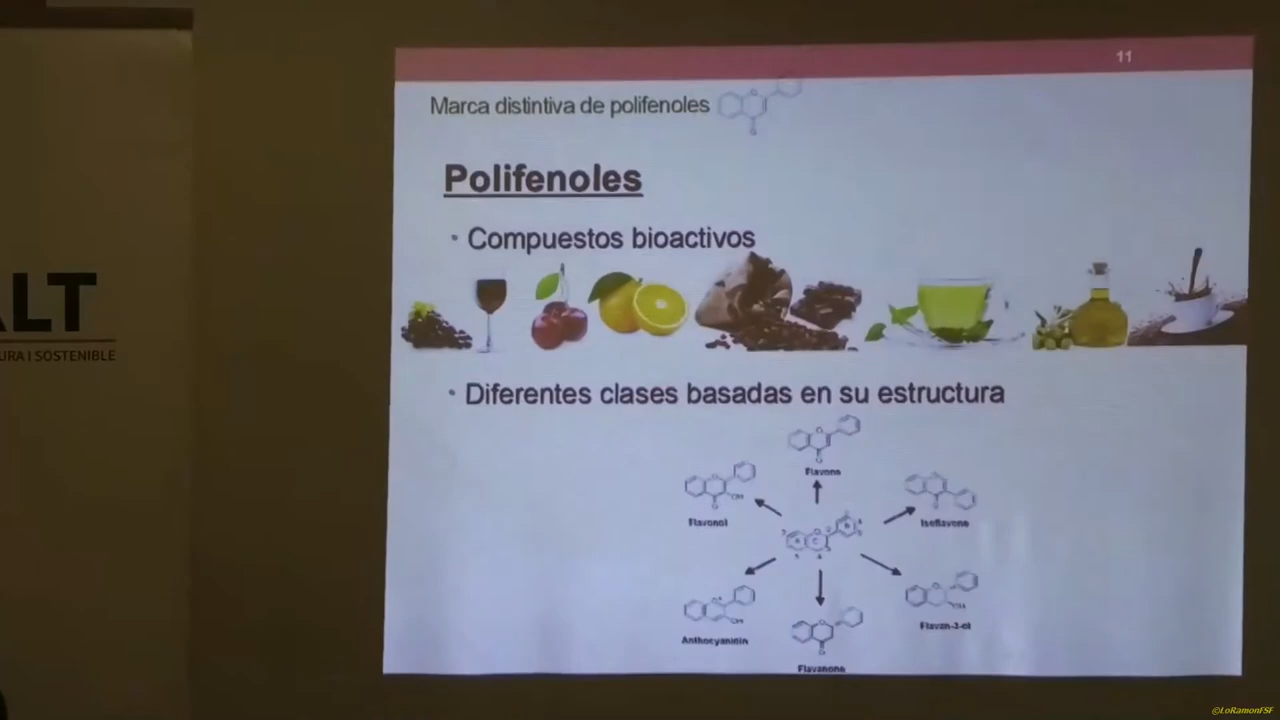 11
Marca distintiva de polifenoles
Polifenoles
• Compuestos bioactivos
• Diferentes clases basadas en su estructura
Flavone
Flavonol
Isoflavone
Anthocyanidin
Flavan-3-ol
Flavanone
ALT
URA I SOSTENIBLE
©LoRamonFSF